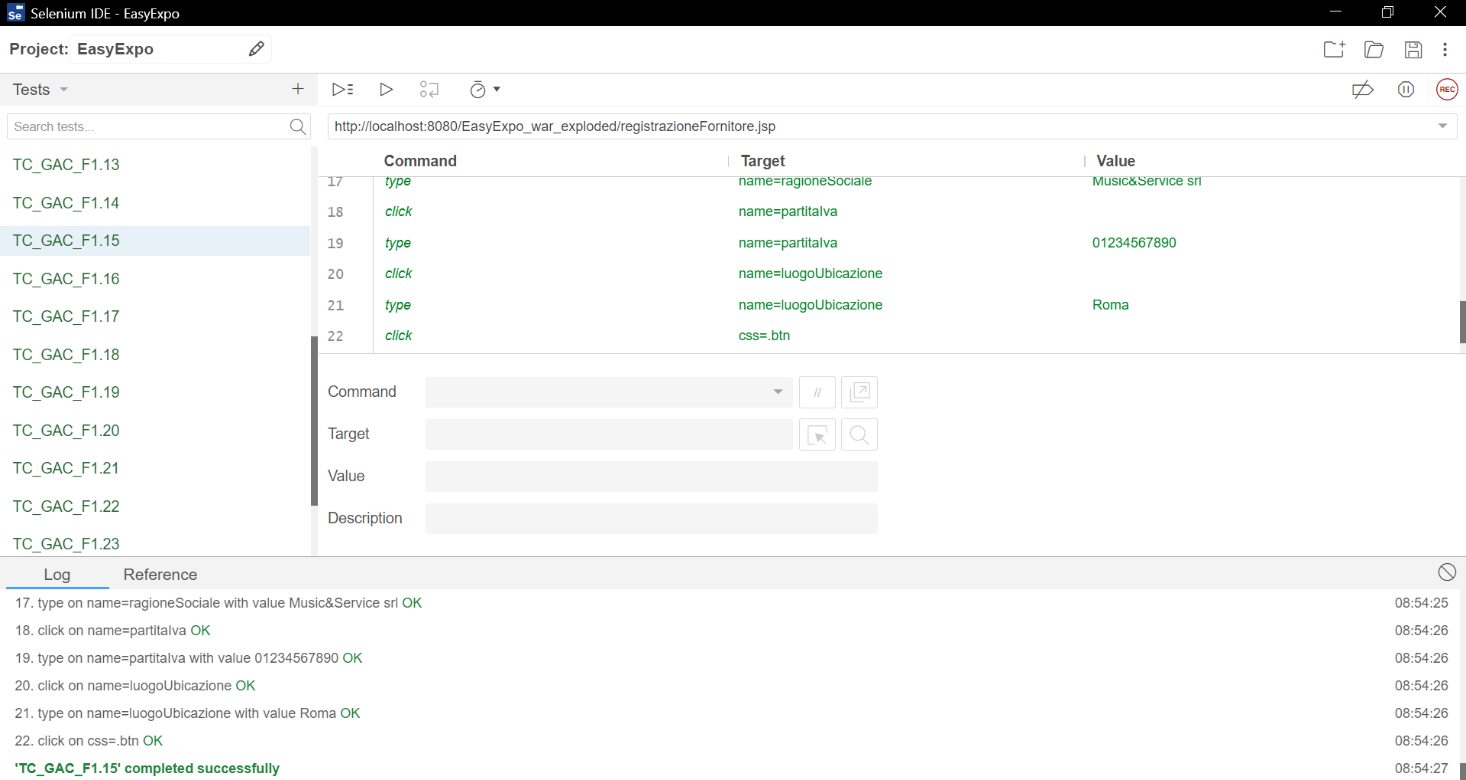 Se Selenium IDE - EasyExpo
Project: EasyExpo
Tests
REC
Search tests...
http://localhost:8080/EasyExpo_war_exploded/registrazioneFornitore.jsp
Command Target Value
TC_GAC_F1.13
TC_GAC_F1.14
TC_GAC_F1.15
TC_GAC_F1.16
TC_GAC_F1.17
TC_GAC_F1.18
TC_GAC_F1.19
TC_GAC_F1.20
TC_GAC_F1.21
TC_GAC_F1.22
TC_GAC_F1.23
17 type name=ragioneSociale Music&Service srl
18 click name=partitaIva
19 type name=partitaIva 01234567890
20 click name=luogoUbicazione
21 type name=luogoUbicazione Roma
22 click css=.btn
Command //
Target
Value
Description
Log Reference
17. type on name=ragioneSociale with value Music&Service srl OK 08:54:25
18. click on name=partitaIva OK 08:54:26
19. type on name=partitaIva with value 01234567890 OK 08:54:26
20. click on name=luogoUbicazione OK 08:54:26
21. type on name=luogoUbicazione with value Roma OK 08:54:26
22. click on css=.btn OK 08:54:26
'TC_GAC_F1.15' completed successfully 08:54:27